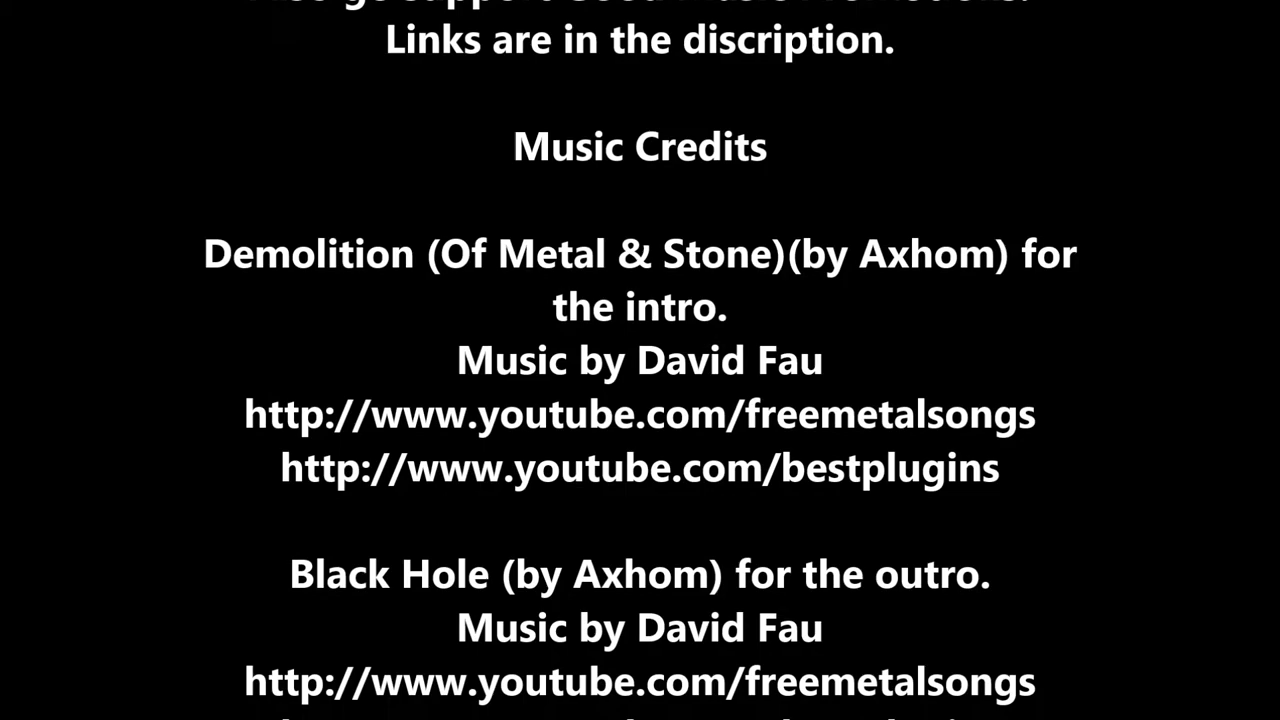 Links are in the discription.
Music Credits
Demolition (Of Metal & Stone)(by Axhom) for
the intro.
Music by David Fau
http://www.youtube.com/freemetalsongs
http://www.youtube.com/bestplugins
Black Hole (by Axhom) for the outro.
Music by David Fau
http://www.youtube.com/freemetalsongs